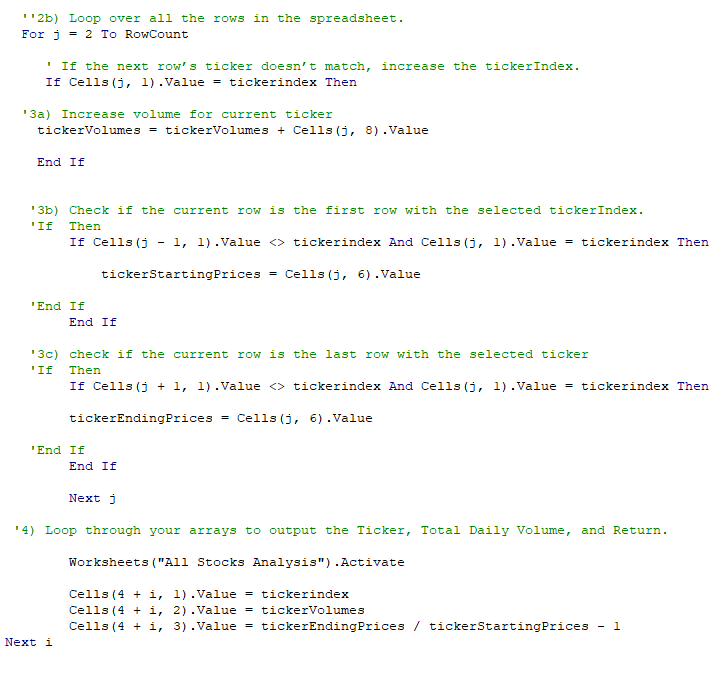 ''2b) Loop over all the rows in the spreadsheet.
For j = 2 To RowCount
' If the next row's ticker doesn't match, increase the tickerIndex.
If Cells(j, 1).Value = tickerindex Then
'3a) Increase volume for current ticker
tickerVolumes = tickerVolumes + Cells(j, 8).Value
End If
'3b) Check if the current row is the first row with the selected tickerIndex.
'If  Then
If Cells(j - 1, 1).Value <> tickerindex And Cells(j, 1).Value = tickerindex Then
tickerStartingPrices = Cells(j, 6).Value
'End If
End If
'3c) check if the current row is the last row with the selected ticker
'If  Then
If Cells(j + 1, 1).Value <> tickerindex And Cells(j, 1).Value = tickerindex Then
tickerEndingPrices = Cells(j, 6).Value
'End If
End If
Next j
'4) Loop through your arrays to output the Ticker, Total Daily Volume, and Return.
Worksheets("All Stocks Analysis").Activate
Cells(4 + i, 1).Value = tickerindex
Cells(4 + i, 2).Value = tickerVolumes
Cells(4 + i, 3).Value = tickerEndingPrices / tickerStartingPrices - 1
Next i